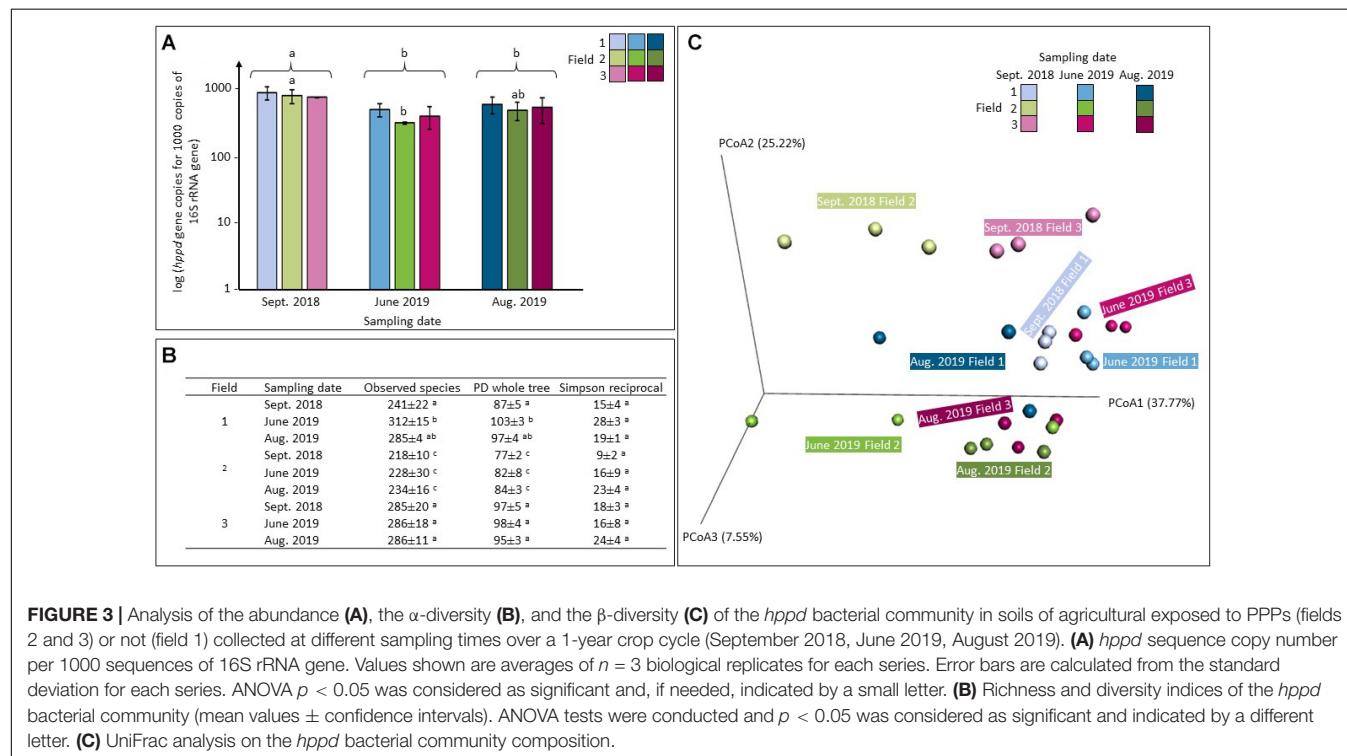 A
a
b
b
1
Field 2
3
log (hppd gene copies for 1000 copies of
16S rRNA gene)
1000
100
10
1
a
b
ab
Sept. 2018
June 2019
Aug. 2019
Sampling date
B
Field Sampling date Observed species PD whole tree Simpson reciprocal
Sept. 2018 241±22 a 87±5 a 15±4 a
1 June 2019 312±15 b 103±3 b 28±3 a
Aug. 2019 285±4 ab 97±4 ab 19±1 a
Sept. 2018 218±10 c 77±2 c 9±2 a
2 June 2019 228±30 c 82±8 c 16±9 a
Aug. 2019 234±16 c 84±3 c 23±4 a
Sept. 2018 285±20 a 97±5 a 18±3 a
3 June 2019 286±18 a 98±4 a 16±8 a
Aug. 2019 286±11 a 95±3 a 24±4 a
C
Sampling date
Sept. 2018 June 2019 Aug. 2019
1
Field 2
3
PCoA2 (25.22%)
Sept. 2018 Field 2
Sept. 2018 Field 3
Sept. 2018 Field 1
June 2019 Field 3
Aug. 2019 Field 1
June 2019 Field 1
PCoA1 (37.77%)
Aug. 2019 Field 3
June 2019 Field 2
Aug. 2019 Field 2
PCoA3 (7.55%)
FIGURE 3 | Analysis of the abundance (A), the α-diversity (B), and the β-diversity (C) of the hppd bacterial community in soils of agricultural exposed to PPPs (fields
2 and 3) or not (field 1) collected at different sampling times over a 1-year crop cycle (September 2018, June 2019, August 2019). (A) hppd sequence copy number
per 1000 sequences of 16S rRNA gene. Values shown are averages of n = 3 biological replicates for each series. Error bars are calculated from the standard
deviation for each series. ANOVA p < 0.05 was considered as significant and, if needed, indicated by a small letter. (B) Richness and diversity indices of the hppd
bacterial community (mean values ± confidence intervals). ANOVA tests were conducted and p < 0.05 was considered as significant and indicated by a different
letter. (C) UniFrac analysis on the hppd bacterial community composition.